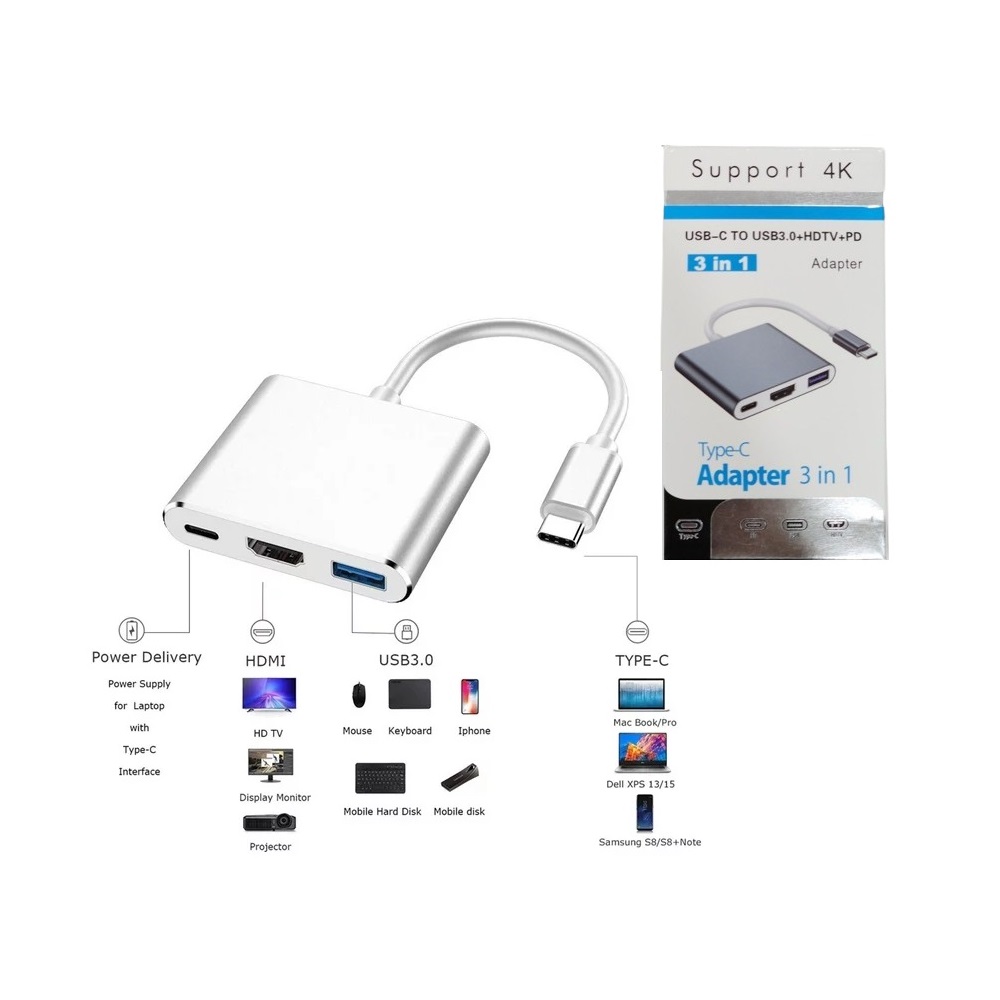 Support 4K
USB-C TO USB3.0+HDTV+PD
3 in 1 Adapter
Type-C
Adapter 3 in 1
Type-C
Power Delivery
Power Supply
for Laptop
with
Type-C
Interface
HDMI
HD TV
Display Monitor
Projector
USB3.0
Mouse Keyboard Iphone
Mobile Hard Disk Mobile disk
TYPE-C
Mac Book/Pro
Dell XPS 13/15
Samsung S8/S8+Note